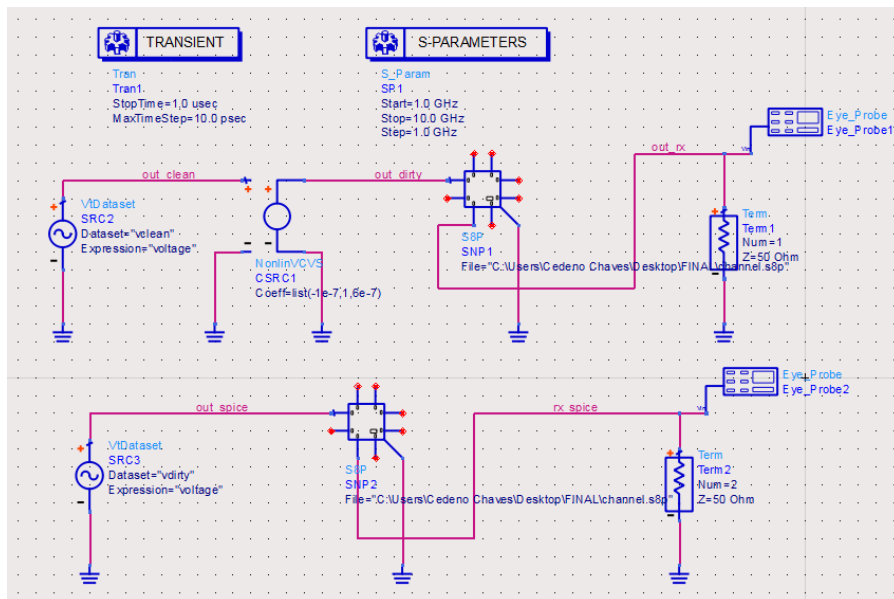 TRANSIENT
S-PARAMETERS
Tran
Tran1
StopTime=1.0 usec
MaxTimeStep=10.0 psec
S_Param
SP1
Start=1.0 GHz
Stop=10.0 GHz
Step=1.0 GHz
Eye_Probe
Eye_Probe1
out_clean
out_dirty
out_rx
VtDataset
SRC2
Dataset="vclean"
Expression="voltage"
NonlinVCVS
CSRC1
Coeff=list(-1e-7,1,6e-7)
S8P
SNP1
File="C:\Users\Cedeno Chaves\Desktop\FINAL\channel.s8p"
Term
Term1
Num=1
Z=50 Ohm
Eye_Probe
Eye_Probe2
out_spice
rx_spice
VtDataset
SRC3
Dataset="vdirty"
Expression="voltage"
S8P
SNP2
File="C:\Users\Cedeno Chaves\Desktop\FINAL\channel.s8p"
Term
Term2
Num=2
Z=50 Ohm